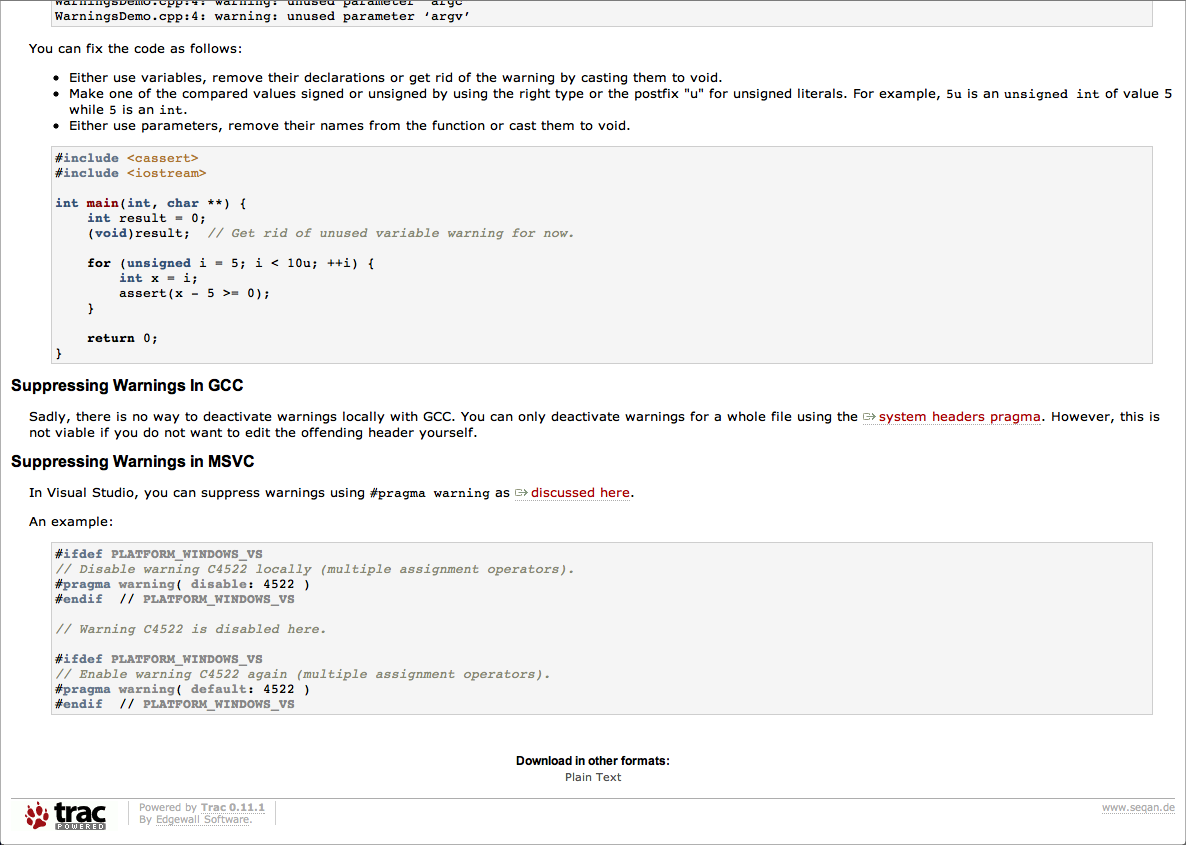 WarningsDemo.cpp:4: warning: unused parameter ‘argc’
WarningsDemo.cpp:4: warning: unused parameter ‘argv’
You can fix the code as follows:
• Either use variables, remove their declarations or get rid of the warning by casting them to void.
• Make one of the compared values signed or unsigned by using the right type or the postfix "u" for unsigned literals. For example, 5u is an unsigned int of value 5
while 5 is an int.
• Either use parameters, remove their names from the function or cast them to void.
#include <cassert>
#include <iostream>
int main(int, char **) {
    int result = 0;
    (void)result;  // Get rid of unused variable warning for now.
    for (unsigned i = 5; i < 10u; ++i) {
        int x = i;
        assert(x - 5 >= 0);
    }
    return 0;
}
Suppressing Warnings In GCC
Sadly, there is no way to deactivate warnings locally with GCC. You can only deactivate warnings for a whole file using the system headers pragma. However, this is
not viable if you do not want to edit the offending header yourself.
Suppressing Warnings in MSVC
In Visual Studio, you can suppress warnings using #pragma warning as discussed here.
An example:
#ifdef PLATFORM_WINDOWS_VS
// Disable warning C4522 locally (multiple assignment operators).
#pragma warning( disable: 4522 )
#endif  // PLATFORM_WINDOWS_VS
// Warning C4522 is disabled here.
#ifdef PLATFORM_WINDOWS_VS
// Enable warning C4522 again (multiple assignment operators).
#pragma warning( default: 4522 )
#endif  // PLATFORM_WINDOWS_VS
Download in other formats:
Plain Text
trac
POWERED
Powered by Trac 0.11.1
By Edgewall Software.
www.seqan.de